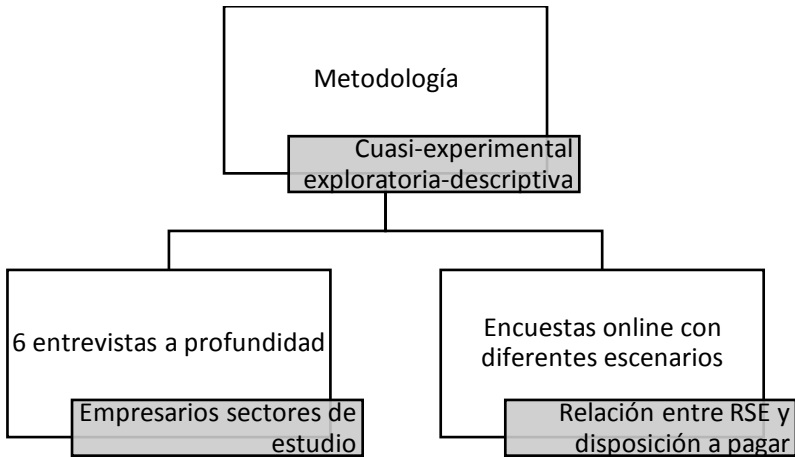 Metodología
Cuasi-experimental
exploratoria-descriptiva
6 entrevistas a profundidad
Empresarios sectores de
estudio
Encuestas online con
diferentes escenarios
Relación entre RSE y
disposición a pagar